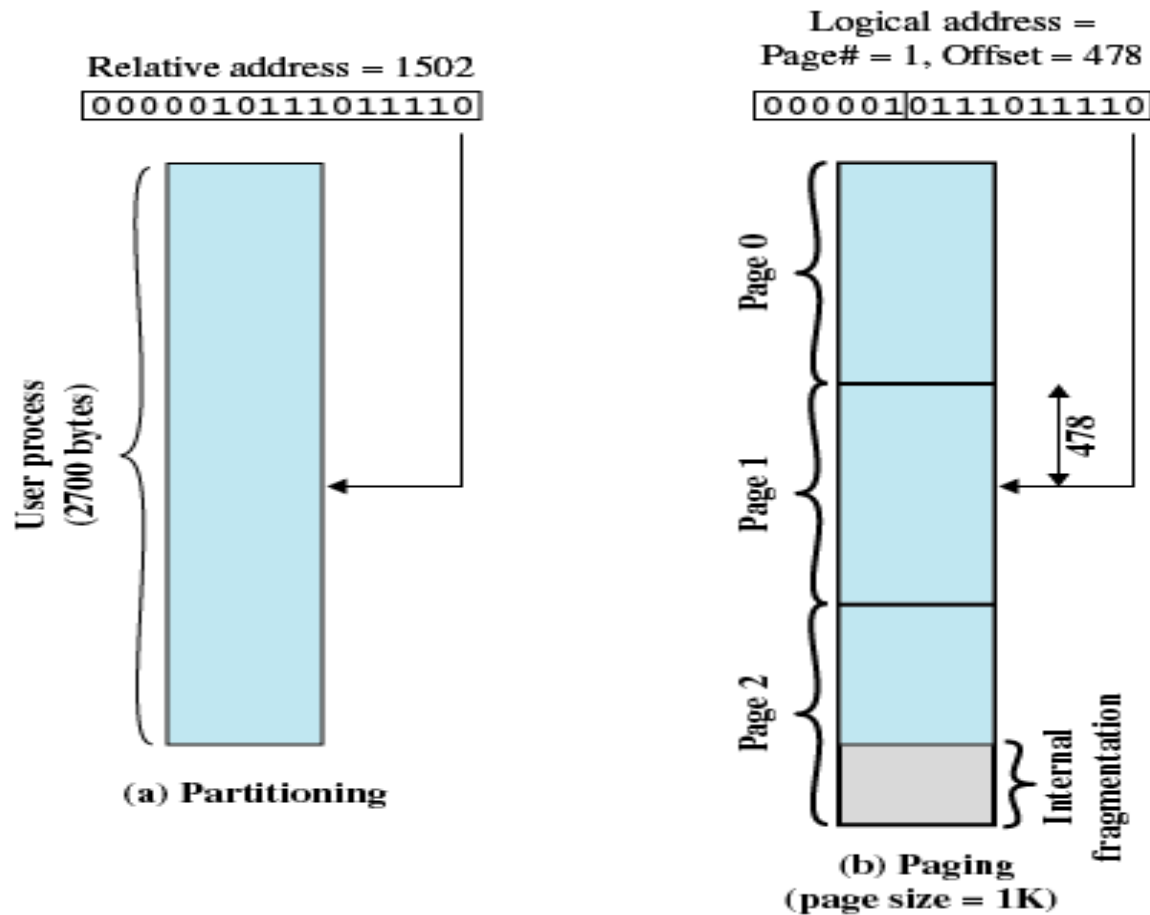 Relative address = 1502
0000010111011110
User process
(2700 bytes)
(a) Partitioning
Logical address =
Page# = 1, Offset = 478
000001 0111011110
Page 0
Page 1
478
Page 2
Internal
fragmentation
(b) Paging
(page size = 1K)